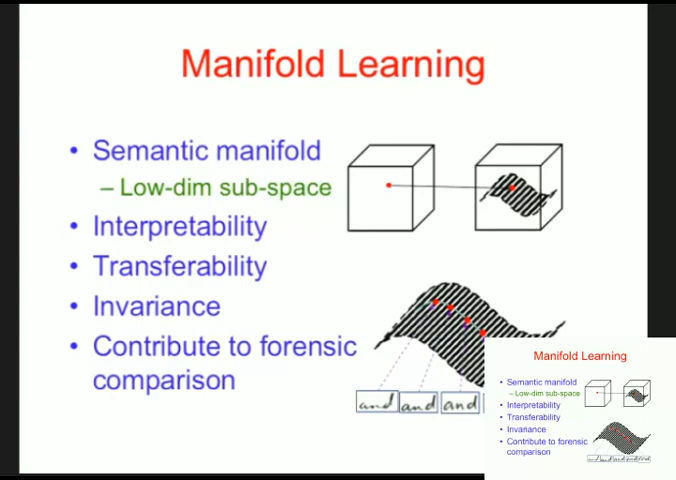 Manifold Learning
• Semantic manifold
– Low-dim sub-space
• Interpretability
• Transferability
• Invariance
• Contribute to forensic
comparison
and and and
Manifold Learning
• Semantic manifold
– Low-dim sub-space
• Interpretability
• Transferability
• Invariance
• Contribute to forensic
comparison